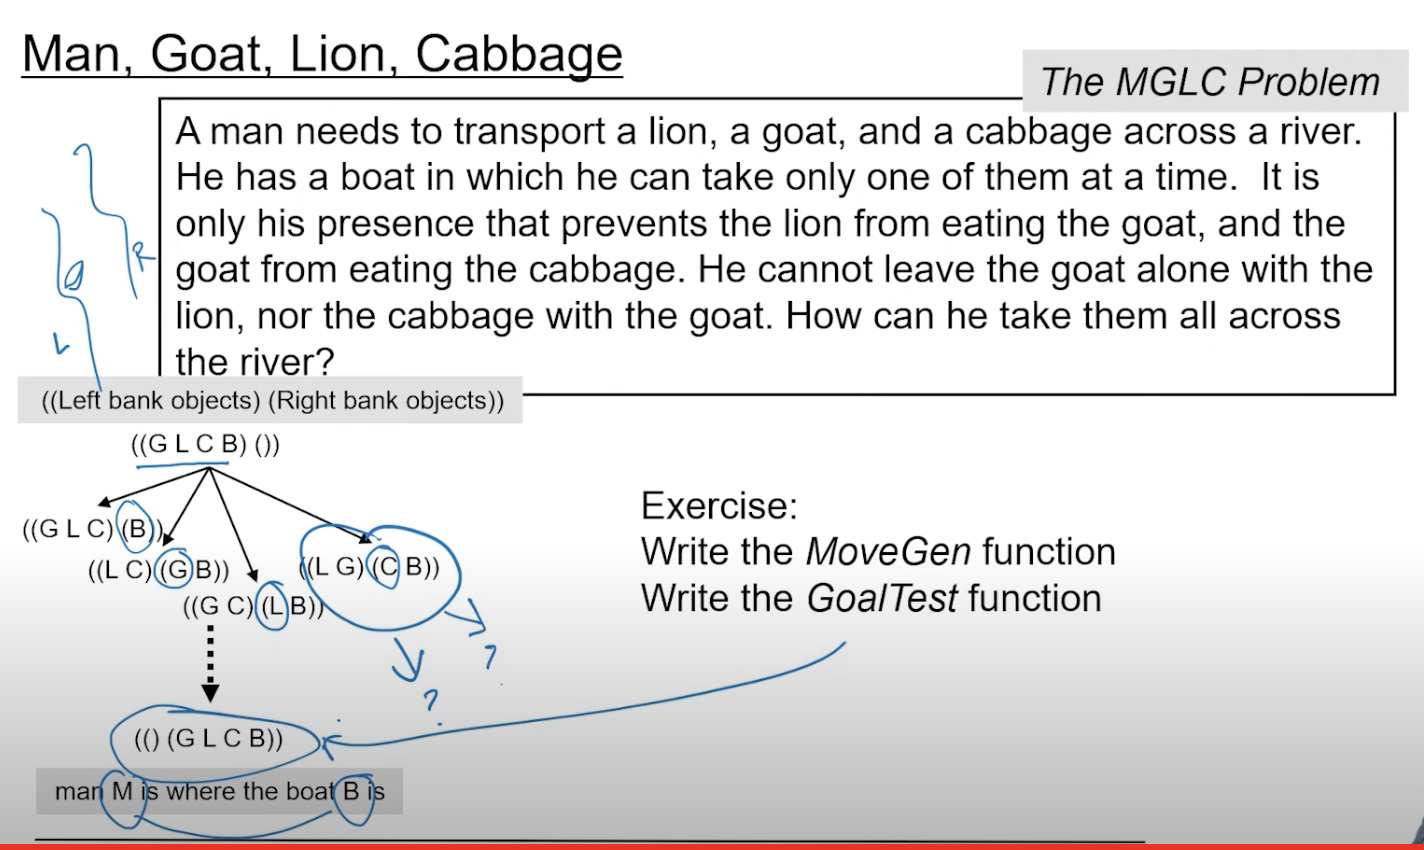 Man, Goat, Lion, Cabbage
The MGLC Problem
A man needs to transport a lion, a goat, and a cabbage across a river.
He has a boat in which he can take only one of them at a time. It is
only his presence that prevents the lion from eating the goat, and the
goat from eating the cabbage. He cannot leave the goat alone with the
lion, nor the cabbage with the goat. How can he take them all across
the river?
R
L
((Left bank objects) (Right bank objects))
((G L C B) ())
((G L C) (B))
((L C) (G B))
((G C) (L B))
((L G) (C B))
?
?
(() (G L C B))
man M is where the boat B is
Exercise:
Write the MoveGen function
Write the GoalTest function